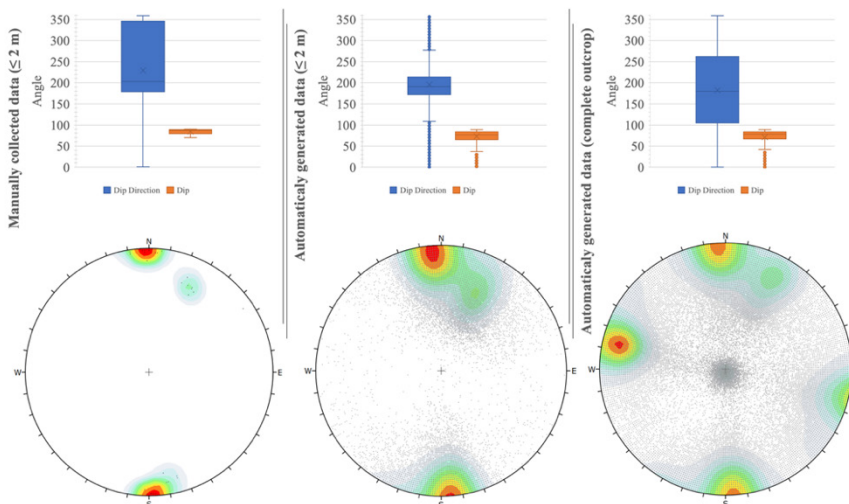 Manually collected data (≤ 2 m)
Angle
350
300
250
200
150
100
50
0
Dip Direction Dip
N
W
E
S
Automaticaly generated data (≤ 2 m)
Angle
350
300
250
200
150
100
50
0
Dip Direction Dip
N
W
E
S
Automaticaly generated data (complete outcrop)
Angle
350
300
250
200
150
100
50
0
Dip Direction Dip
N
W
S